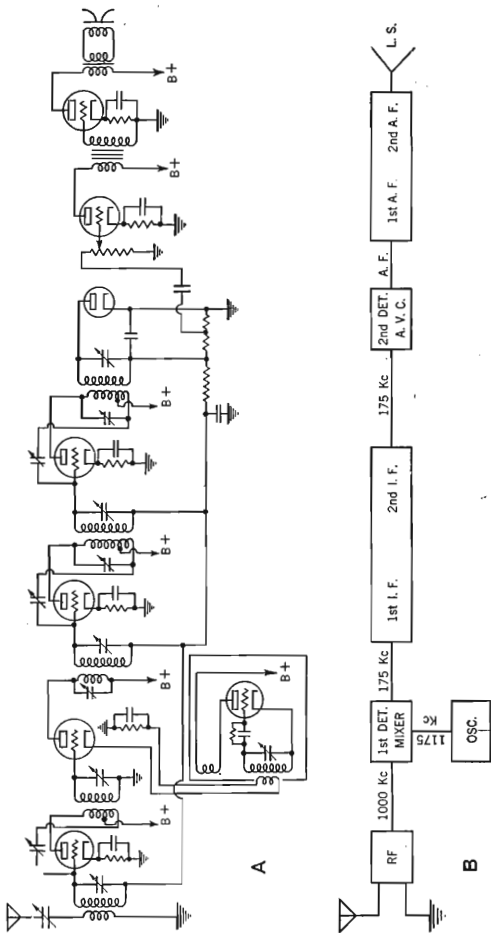 B+
B+
B+
B+
B+
B+
B+
A
RF
1000 Kc
1st DET.
MIXER
1175
Kc
OSC.
175 Kc
1st I. F. 2nd I. F.
175 Kc
2nd DET.
A. V. C.
A. F.
1st A. F. 2nd A. F.
L. S.
B